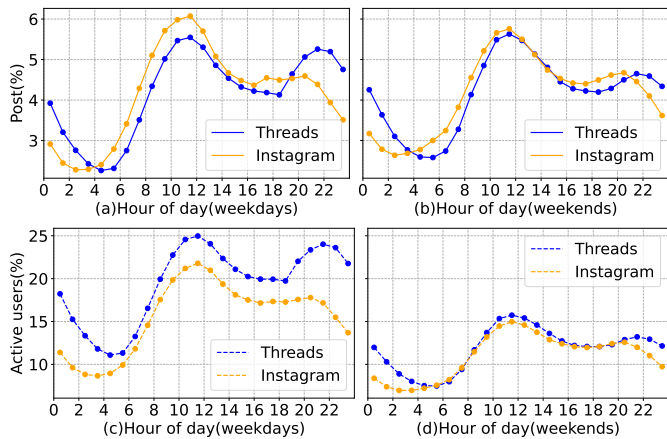 Post(%)
6
5
4
3
0 2 4 6 8 10 12 14 16 18 20 22
Threads
Instagram
(a)Hour of day(weekdays)
0 2 4 6 8 10 12 14 16 18 20 22
Threads
Instagram
(b)Hour of day(weekends)
Active users(%)
25
20
15
10
0 2 4 6 8 10 12 14 16 18 20 22
Threads
Instagram
(c)Hour of day(weekdays)
Threads
Instagram
0 2 4 6 8 10 12 14 16 18 20 22
(d)Hour of day(weekends)